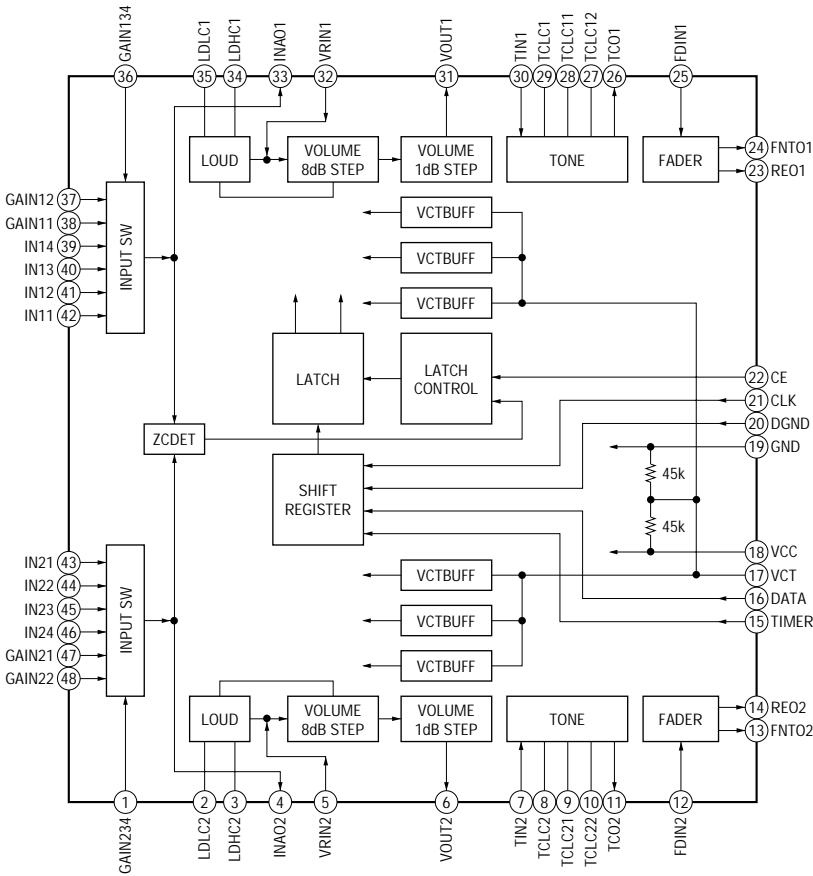 GAIN134
LDLC1
LDHC1
INAO1
VRIN1
VOUT1
TIN1
TCLC1
TCLC11
TCLC12
TCO1
FDIN1
36
35
34
33
32
31
30
29
28
27
26
25
LOUD
VOLUME
8dB STEP
VOLUME
1dB STEP
TONE
FADER
24 FNTO1
23 REO1
GAIN12 37
GAIN11 38
IN14 39
IN13 40
IN12 41
IN11 42
INPUT SW
VCTBUFF
VCTBUFF
VCTBUFF
LATCH
LATCH
CONTROL
22 CE
21 CLK
20 DGND
19 GND
ZCDET
45k
SHIFT
REGISTER
45k
18 VCC
17 VCT
16 DATA
15 TIMER
IN21 43
IN22 44
IN23 45
IN24 46
GAIN21 47
GAIN22 48
INPUT SW
VCTBUFF
VCTBUFF
VCTBUFF
LOUD
VOLUME
8dB STEP
VOLUME
1dB STEP
TONE
FADER
14 REO2
13 FNTO2
1
2
3
4
5
6
7
8
9
10
11
12
GAIN234
LDLC2
LDHC2
INAO2
VRIN2
VOUT2
TIN2
TCLC2
TCLC21
TCLC22
TCO2
FDIN2